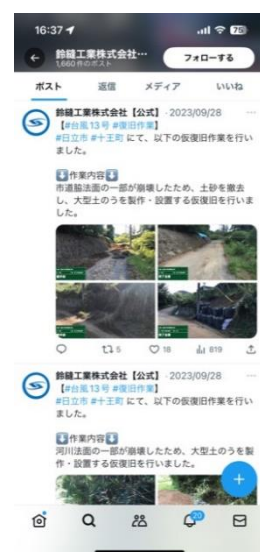 16:37
75
鈴縫工業株式会社…
1,660 件のポスト
フォローする
ポスト 返信 メディア いいね
鈴縫工業株式会社【公式】 · 2023/09/28 …
【#台風13号 #復旧作業】
#日立市 #十王町 にて、以下の仮復旧作業を行い
ました。
⬇️作業内容⬇️
市道脇法面の一部が崩壊したため、土砂を撤去
し、大型土のうを製作・設置する仮復旧を行いま
した。
5 18 819
鈴縫工業株式会社【公式】 · 2023/09/28 …
【#台風13号 #復旧作業】
#日立市 #十王町 にて、以下の仮復旧作業を行い
ました。
⬇️作業内容⬇️
河川法面の一部が崩壊したため、大型土のうを製
作・設置する仮復旧を行いました。
20